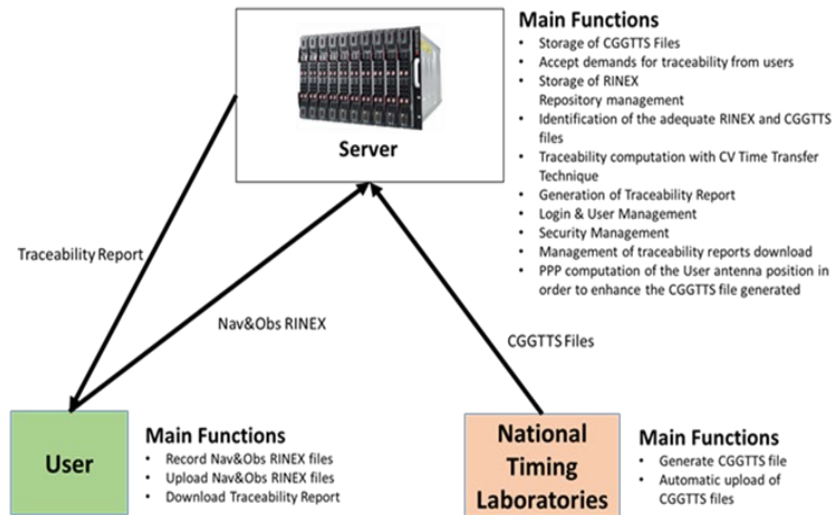 Main Functions
• Storage of CGGTTS Files
• Accept demands for traceability from users
• Storage of RINEX
Repository management
• Identification of the adequate RINEX and CGGTTS
files
• Traceability computation with CV Time Transfer
Technique
• Generation of Traceability Report
• Login & User Management
• Security Management
• Management of traceability reports download
• PPP computation of the User antenna position in
order to enhance the CGGTTS file generated
Server
Traceability Report
Nav&Obs RINEX
CGGTTS Files
User
Main Functions
• Record Nav&Obs RINEX files
• Upload Nav&Obs RINEX files
• Download Traceability Report
National
Timing
Laboratories
Main Functions
• Generate CGGTTS file
• Automatic upload of
CGGTTS files